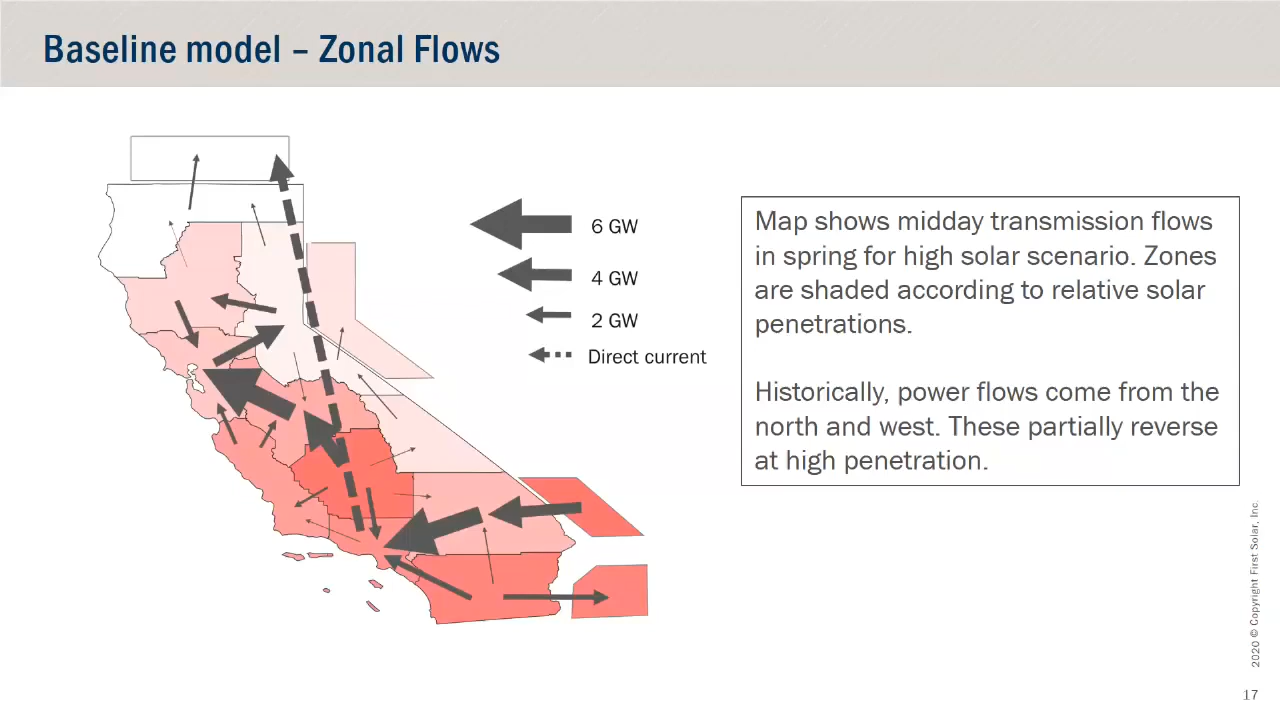 Baseline model – Zonal Flows
6 GW
4 GW
2 GW
Direct current
Map shows midday transmission flows
in spring for high solar scenario. Zones
are shaded according to relative solar
penetrations.
Historically, power flows come from the
north and west. These partially reverse
at high penetration.
2020 © Copyright First Solar, Inc.
17